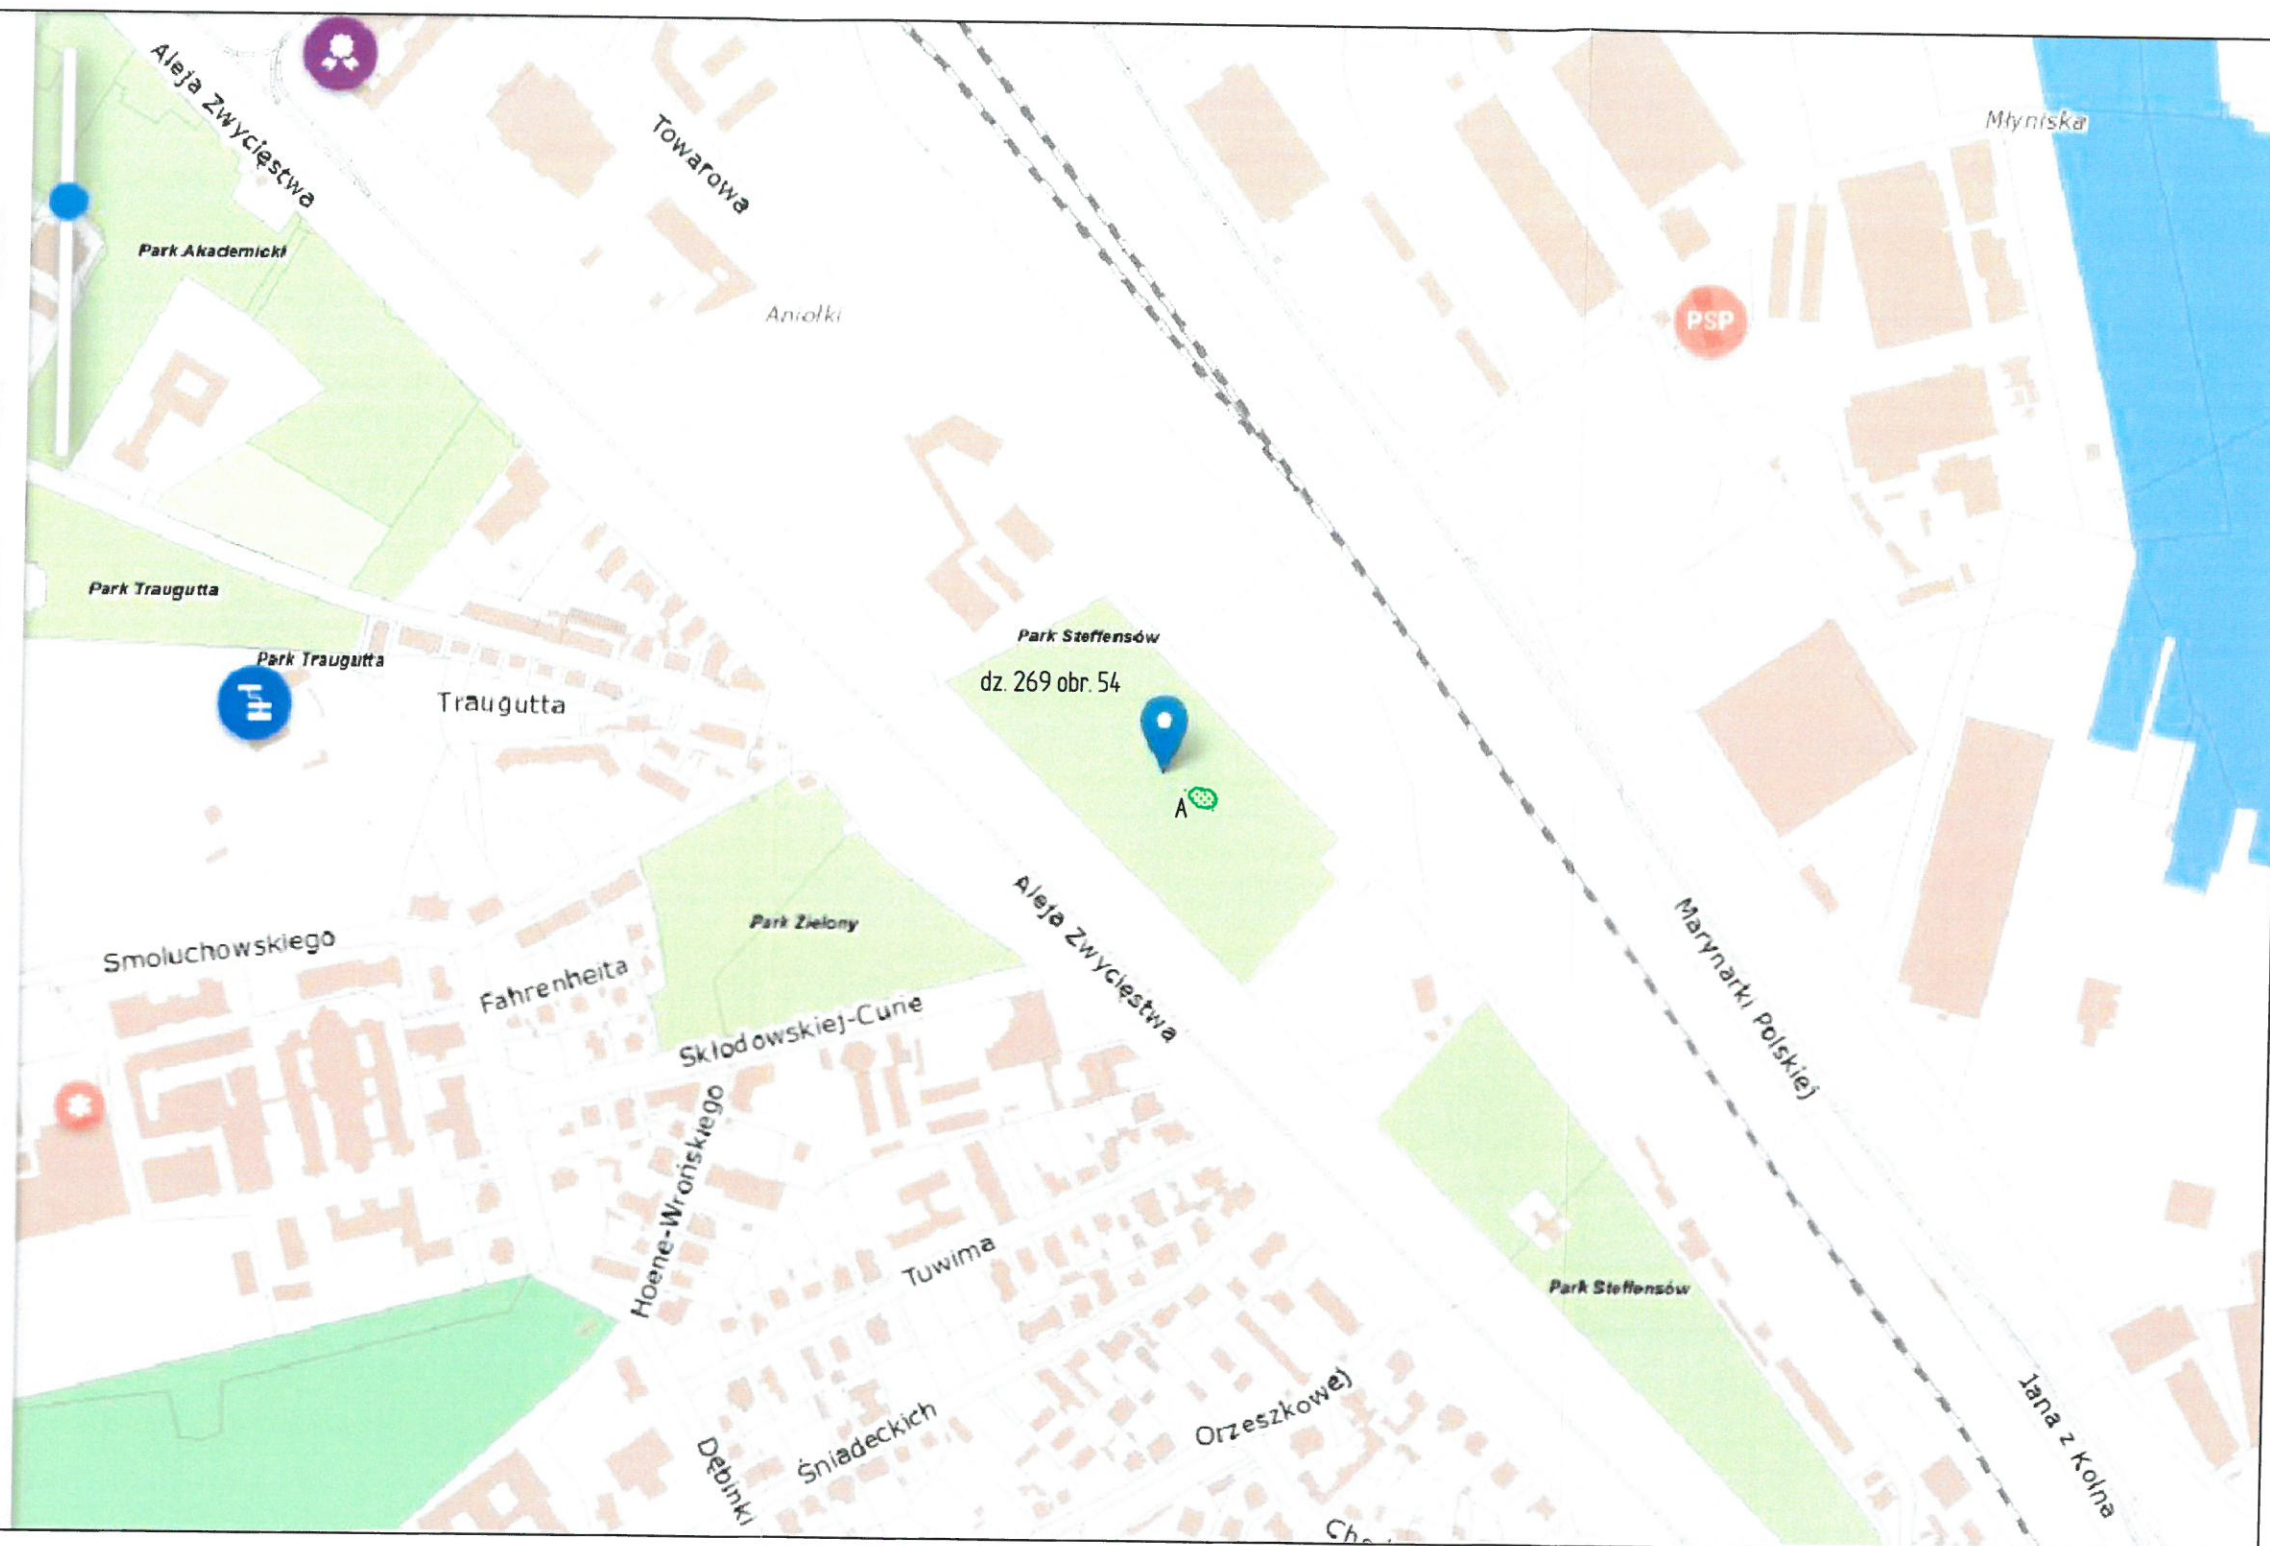 Aleja Zwycięstwa
Towarowa
Młyniska
Park Akademicki
Aniołki
PSP
Park Traugutta
Park Steffensów
Park Traugutta
dz. 269 obr. 54
Traugutta
A
Aleja Zwycięstwa
Park Zielony
Marynarki Polskiej
Smoluchowskiego
Fahrenheita
Skłodowskiej-Curie
Hoene-Wrońskiego
Tuwima
Park Steffensów
Orzeszkowej
Jana z Kolna
Śniadeckich
Dębinki